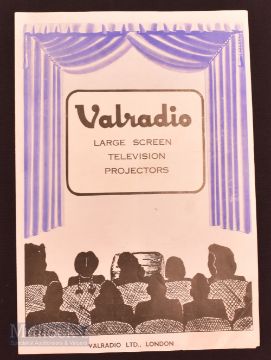 Valradio
LARGE SCREEN
TELEVISION
PROJECTORS
VALRADIO LTD., LONDON